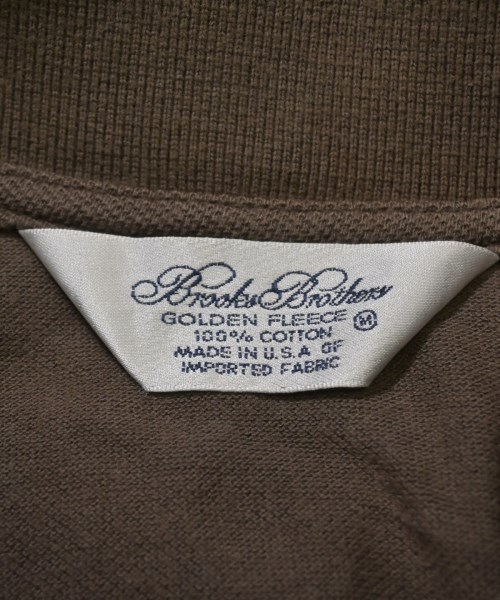 Brooks Brothers
GOLDEN FLEECE M
100% COTTON
MADE IN U.S.A OF
IMPORTED FABRIC